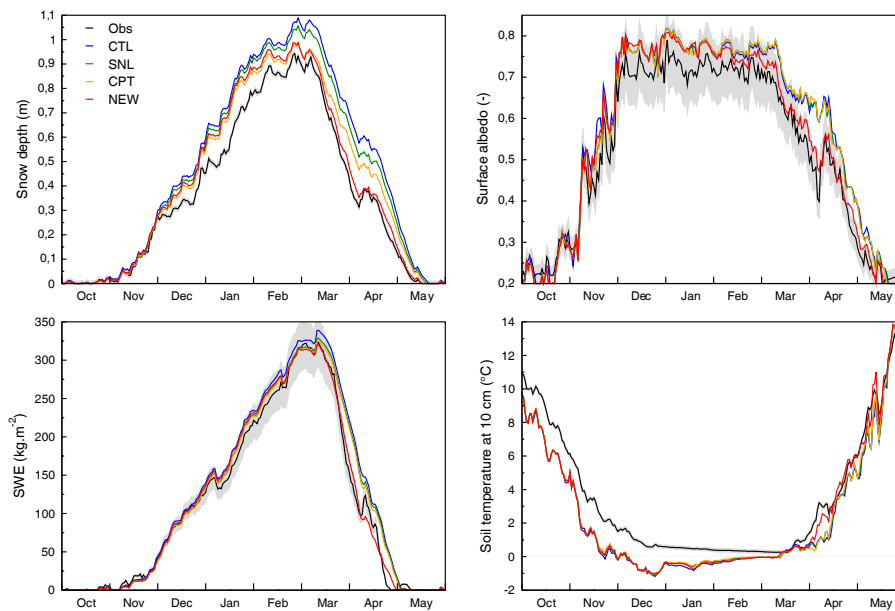 1,1
1
0,9
0,8
0,7
0,6
0,5
0,4
0,3
0,2
0,1
0
Snow depth (m)
Obs
CTL
SNL
CPT
NEW
Oct Nov Dec Jan Feb Mar Apr May
0,8
0,7
0,6
0,5
0,4
0,3
0,2
Surface albedo (-)
Oct Nov Dec Jan Feb Mar Apr May
350
300
250
200
150
100
50
0
SWE (kg.m⁻²)
Oct Nov Dec Jan Feb Mar Apr May
14
12
10
8
6
4
2
0
-2
Soil temperature at 10 cm (°C)
Oct Nov Dec Jan Feb Mar Apr May